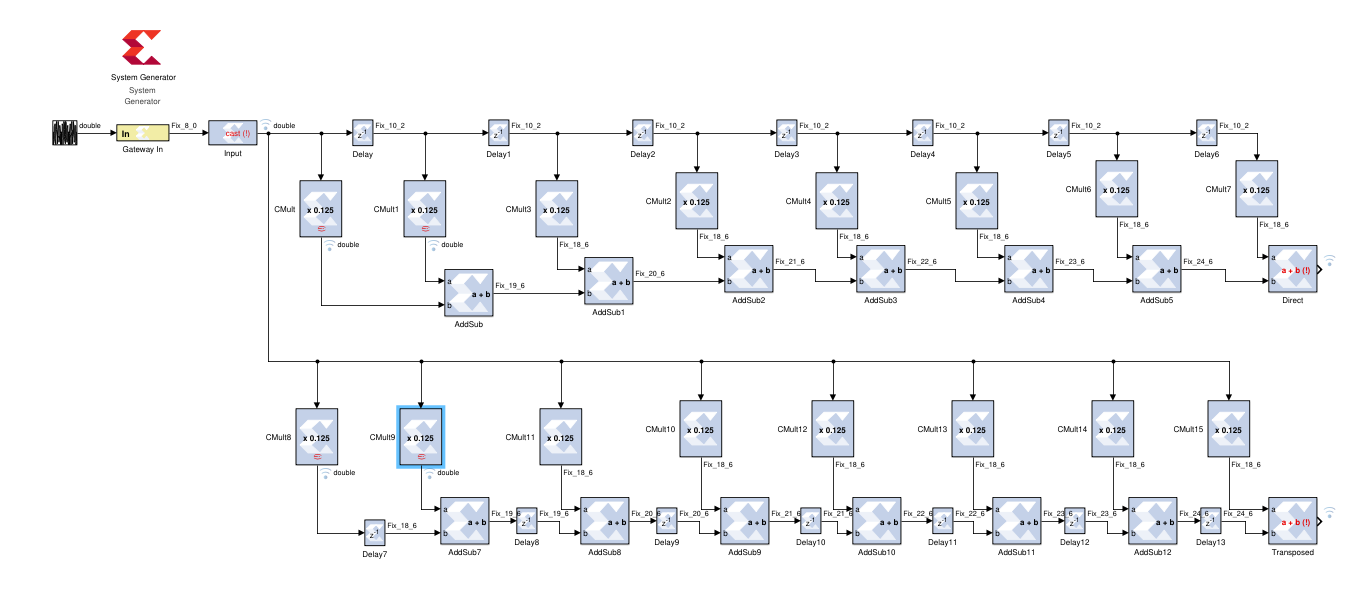 System Generator
System
Generator
double
In
Fix_8_0
cast (!)
double
Gateway In
Input
z-1
Fix_10_2
z-1
Fix_10_2
z-1
Fix_10_2
z-1
Fix_10_2
z-1
Fix_10_2
z-1
Fix_10_2
z-1
Fix_10_2
Delay
Delay1
Delay2
Delay3
Delay4
Delay5
Delay6
CMult
x 0.125
CMult1
x 0.125
CMult3
x 0.125
CMult2
x 0.125
CMult4
x 0.125
CMult5
x 0.125
CMult6
x 0.125
CMult7
x 0.125
double
double
Fix_18_6
Fix_18_6
Fix_18_6
Fix_18_6
Fix_18_6
Fix_18_6
a
b
a + b
Fix_19_6
AddSub
a
b
a + b
Fix_20_6
AddSub1
a
b
a + b
Fix_21_6
AddSub2
a
b
a + b
Fix_22_6
AddSub3
a
b
a + b
Fix_23_6
AddSub4
a
b
a + b
Fix_24_6
AddSub5
a
b
a + b (!)
Direct
CMult8
x 0.125
CMult9
x 0.125
CMult11
x 0.125
CMult10
x 0.125
CMult12
x 0.125
CMult13
x 0.125
CMult14
x 0.125
CMult15
x 0.125
double
double
Fix_18_6
Fix_18_6
Fix_18_6
Fix_18_6
Fix_18_6
Fix_18_6
z-1
Fix_18_6
Delay7
a
b
a + b
Fix_19_6
AddSub7
z-1
Fix_19_6
Delay8
a
b
a + b
Fix_20_6
AddSub8
z-1
Fix_20_6
Delay9
a
b
a + b
Fix_21_6
AddSub9
z-1
Fix_21_6
Delay10
a
b
a + b
Fix_22_6
AddSub10
z-1
Fix_22_6
Delay11
a
b
a + b
Fix_23_6
AddSub11
z-1
Fix_23_6
Delay12
a
b
a + b
Fix_24_6
AddSub12
z-1
Fix_24_6
Delay13
a
b
a + b (!)
Transposed